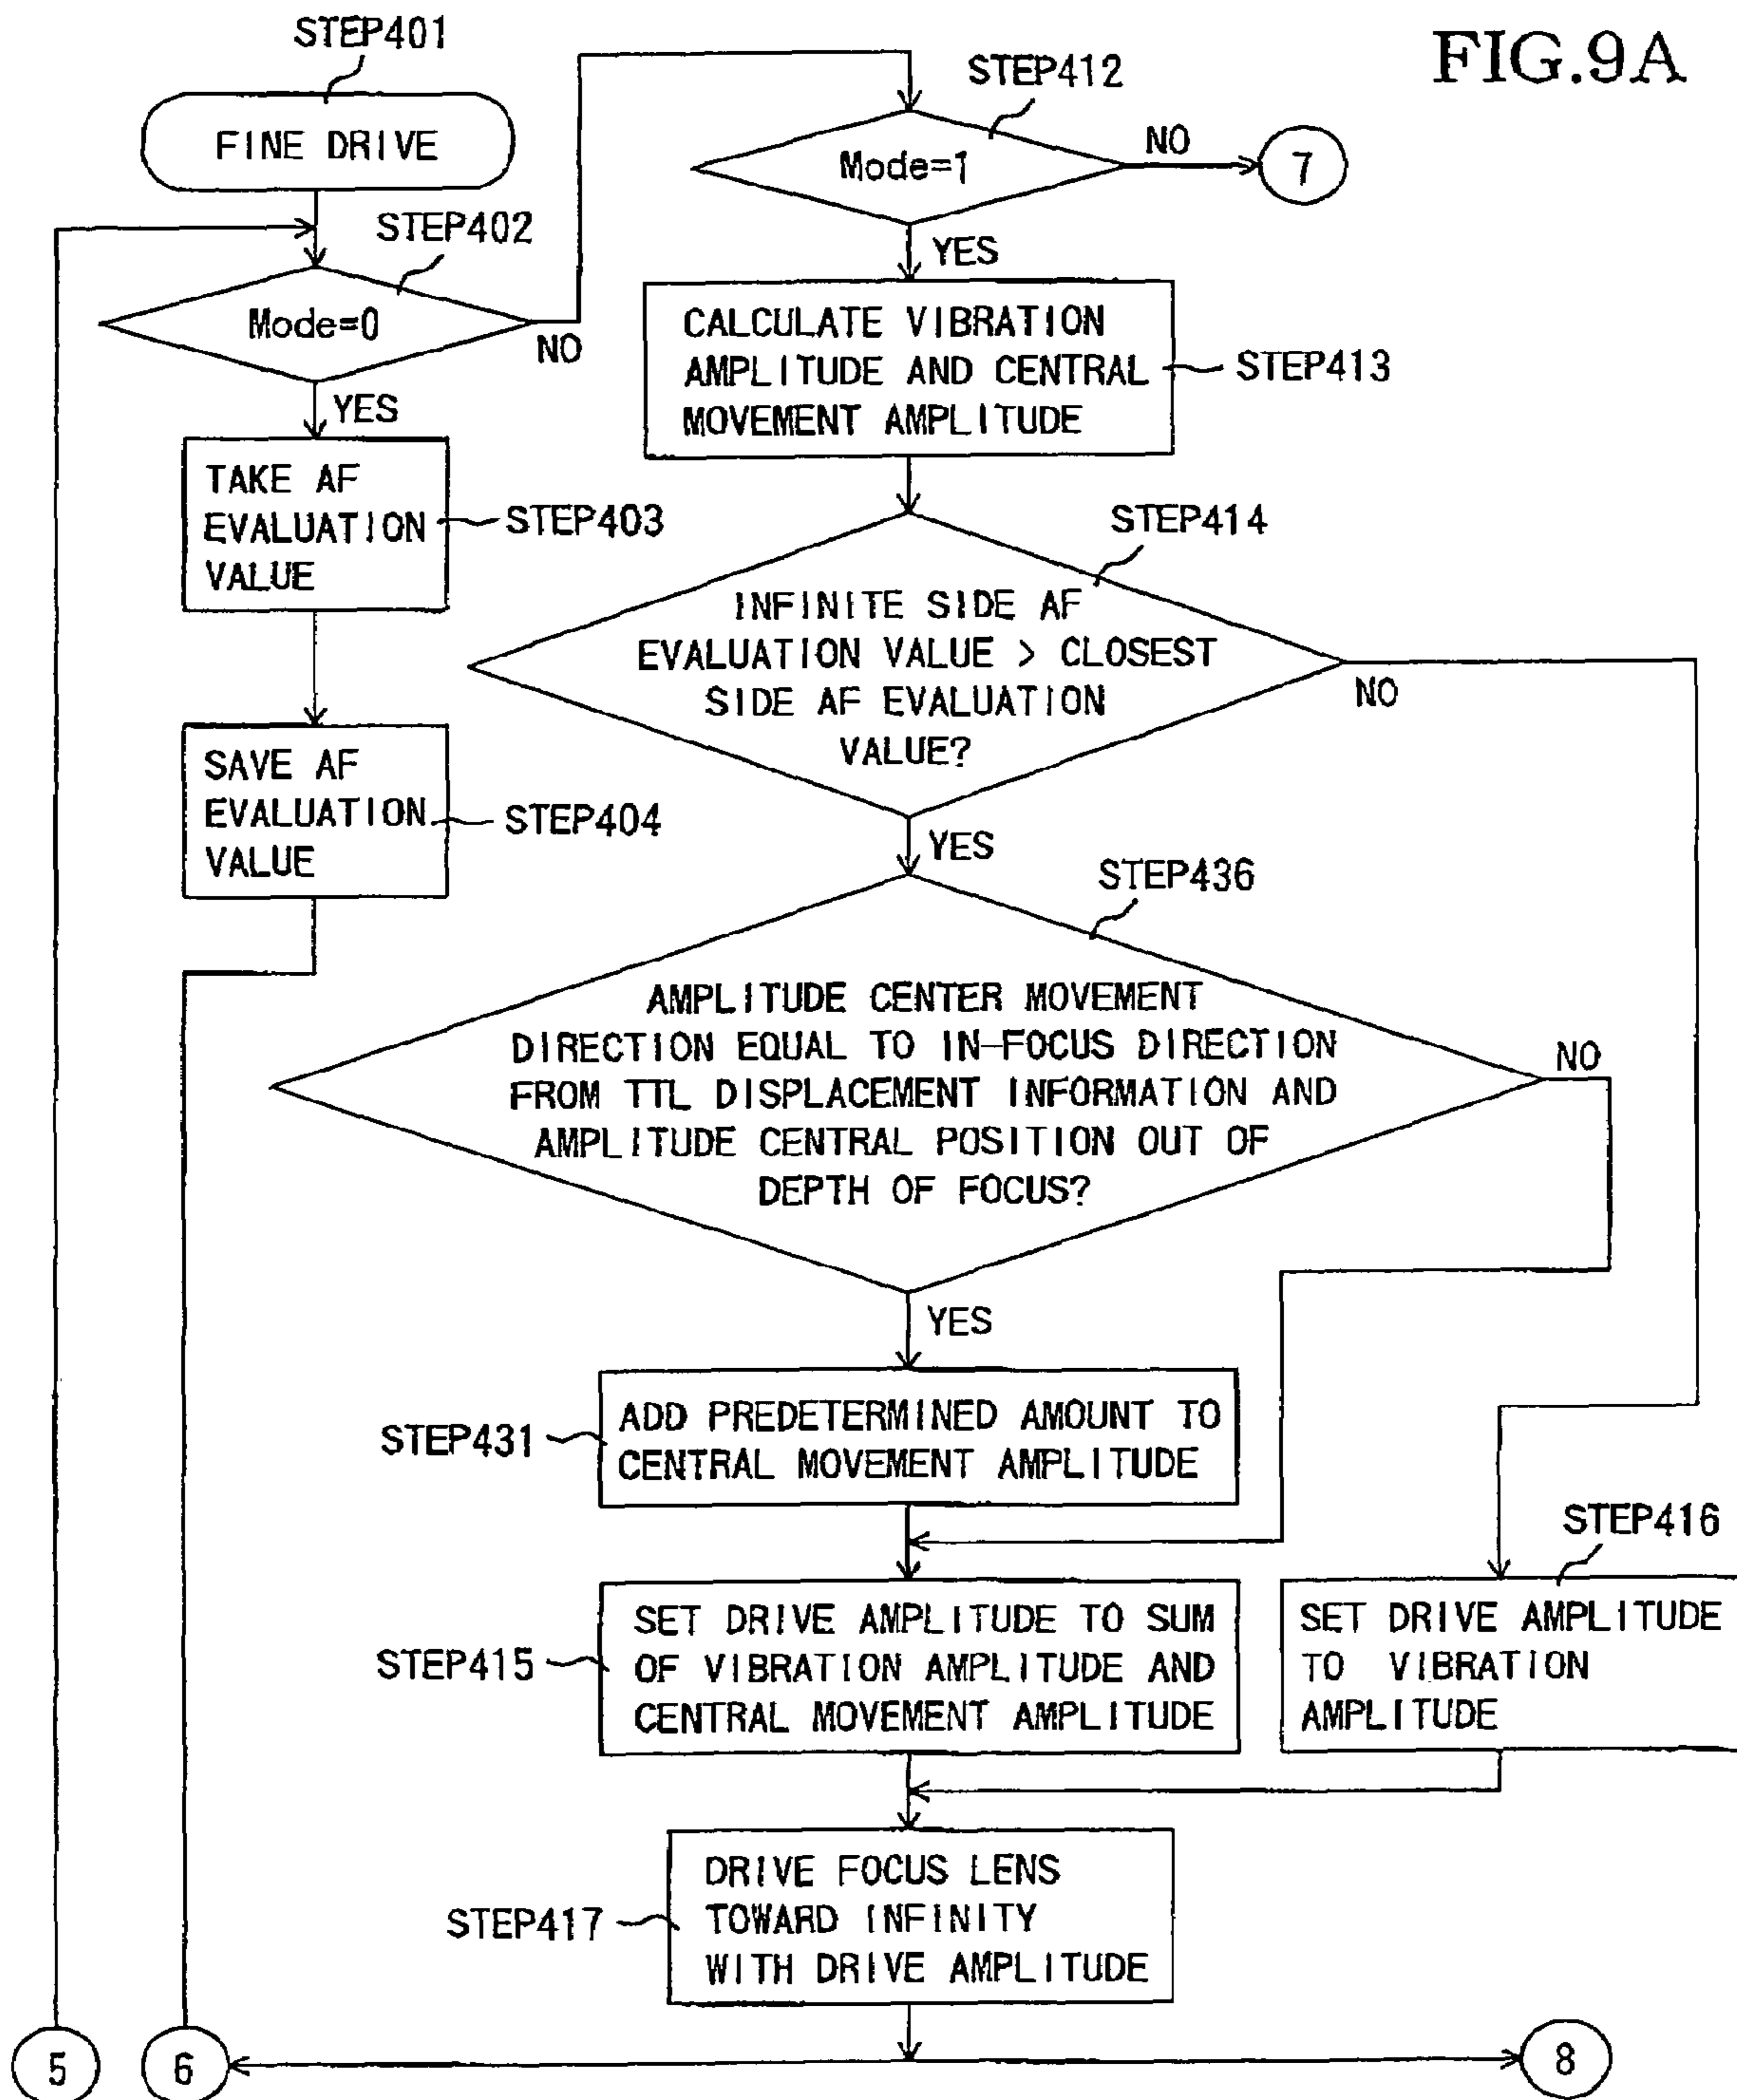 FIG.9A
STEP401
FINE DRIVE
STEP402
Mode=0
NO
YES
TAKE AF
EVALUATION
VALUE
STEP403
SAVE AF
EVALUATION
VALUE
STEP404
STEP412
Mode=1
NO
7
YES
CALCULATE VIBRATION
AMPLITUDE AND CENTRAL
MOVEMENT AMPLITUDE
STEP413
STEP414
INFINITE SIDE AF
EVALUATION VALUE > CLOSEST
SIDE AF EVALUATION
VALUE?
NO
YES
STEP436
AMPLITUDE CENTER MOVEMENT
DIRECTION EQUAL TO IN-FOCUS DIRECTION
FROM TTL DISPLACEMENT INFORMATION AND
AMPLITUDE CENTRAL POSITION OUT OF
DEPTH OF FOCUS?
NO
YES
STEP431
ADD PREDETERMINED AMOUNT TO
CENTRAL MOVEMENT AMPLITUDE
STEP415
SET DRIVE AMPLITUDE TO SUM
OF VIBRATION AMPLITUDE AND
CENTRAL MOVEMENT AMPLITUDE
STEP416
SET DRIVE AMPLITUDE
TO VIBRATION
AMPLITUDE
STEP417
DRIVE FOCUS LENS
TOWARD INFINITY
WITH DRIVE AMPLITUDE
5
6
8